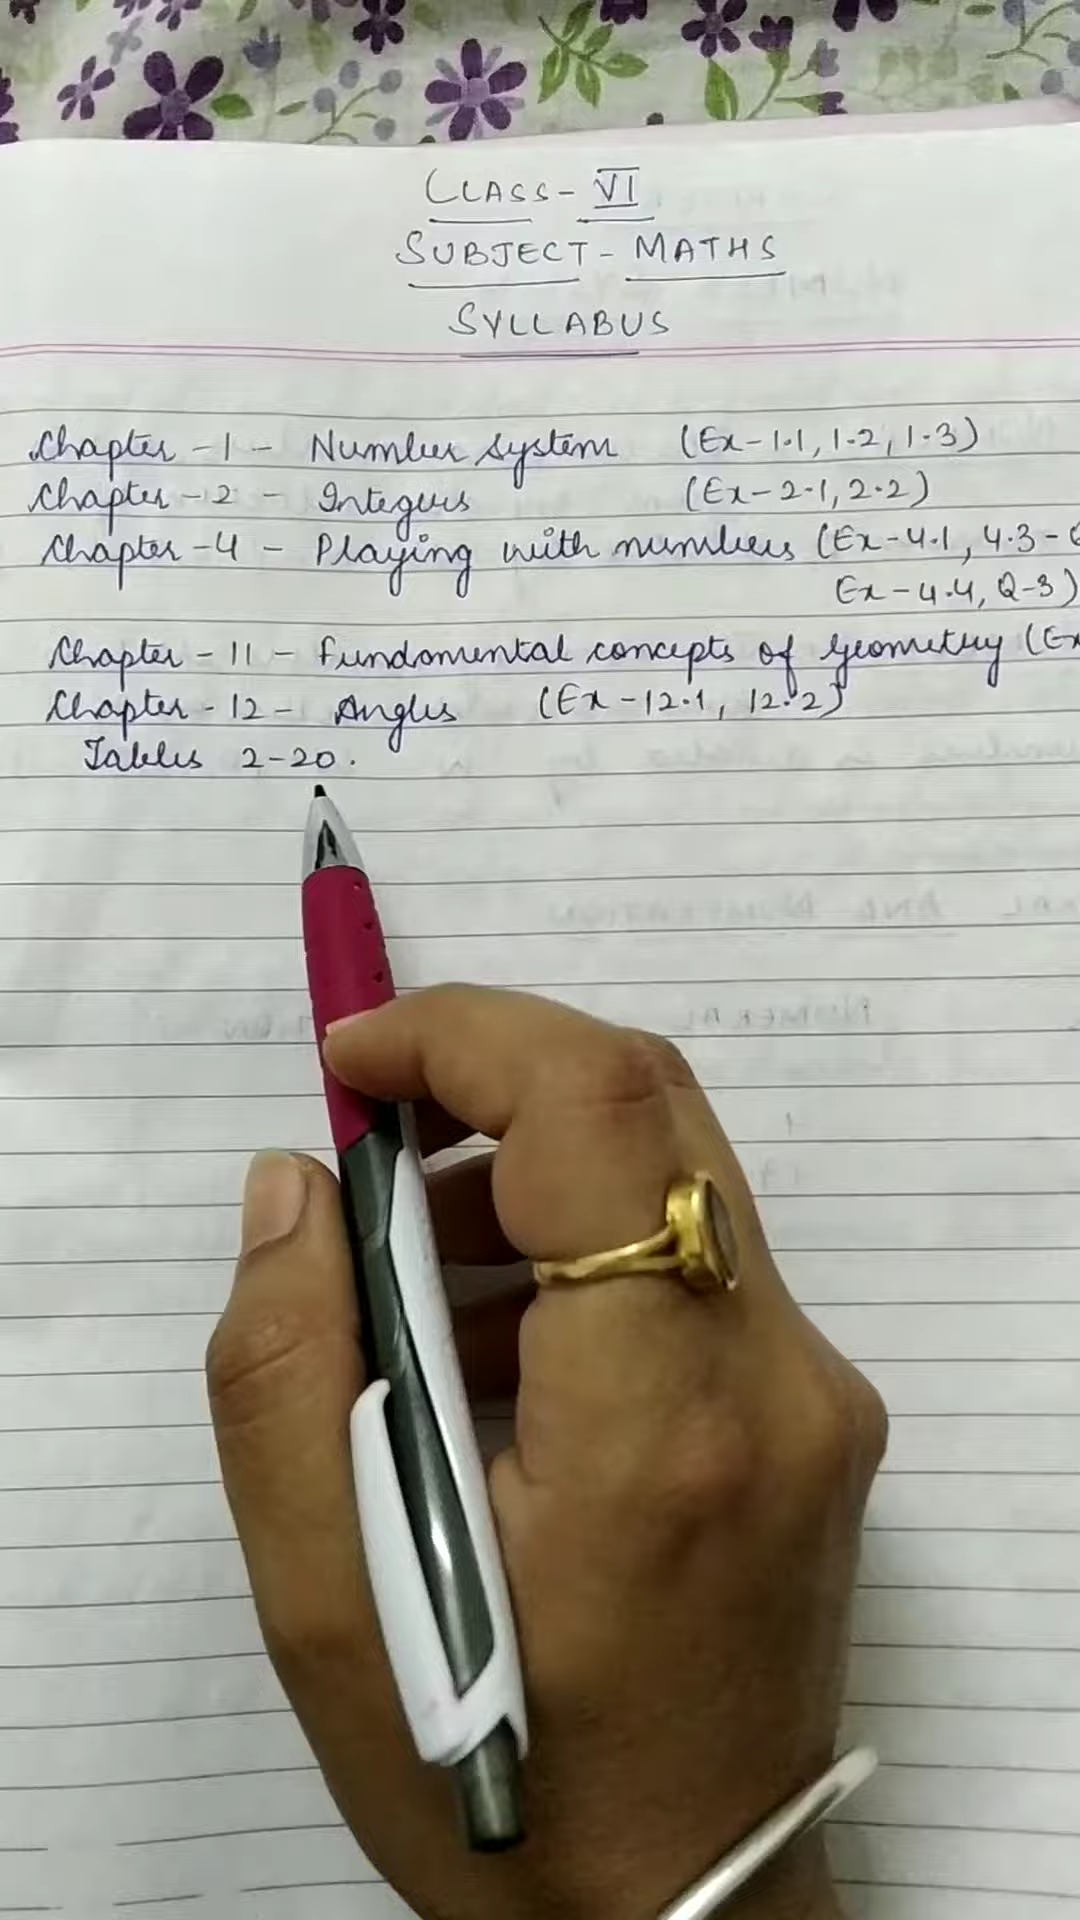 CLASS - VI
SUBJECT - MATHS
SYLLABUS
Chapter - 1 - Number system (Ex - 1.1, 1.2, 1.3)
Chapter - 2 - Integers (Ex - 2.1, 2.2)
Chapter - 4 - Playing with numbers (Ex - 4.1, 4.3 -
Ex - 4.4, Q-3)
Chapter - 11 - Fundamental concepts of geometry (Ex
Chapter - 12 - Angles (Ex - 12.1, 12.2)
Tables 2-20.